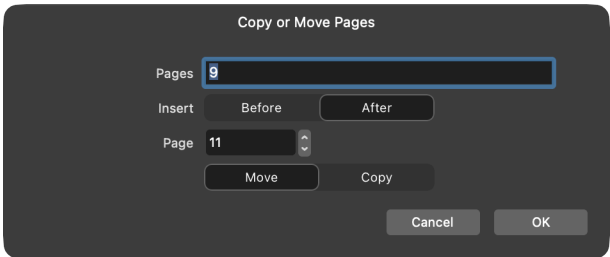 Copy or Move Pages
Pages 9
Insert Before After
Page 11
Move Copy
Cancel OK